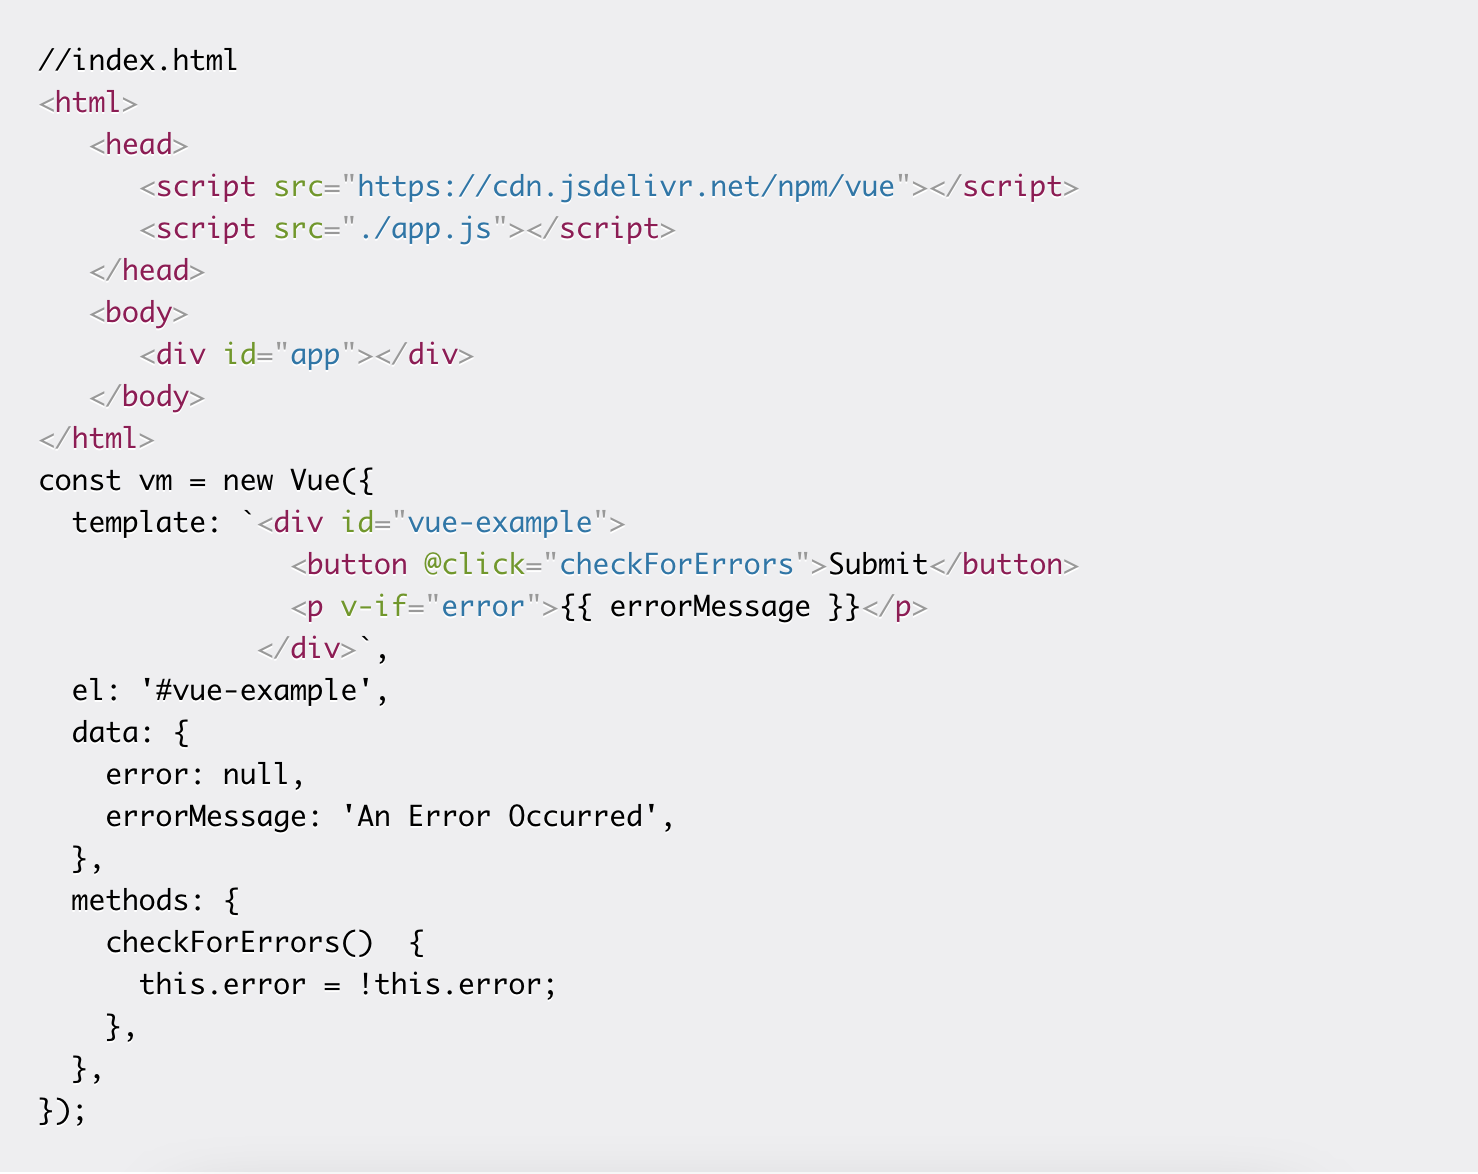 //index.html
<html>
   <head>
      <script src="https://cdn.jsdelivr.net/npm/vue"></script>
      <script src="./app.js"></script>
   </head>
   <body>
      <div id="app"></div>
   </body>
</html>
const vm = new Vue({
  template: `<div id="vue-example">
               <button @click="checkForErrors">Submit</button>
               <p v-if="error">{{ errorMessage }}</p>
             </div>`,
  el: '#vue-example',
  data: {
    error: null,
    errorMessage: 'An Error Occurred',
  },
  methods: {
    checkForErrors()  {
      this.error = !this.error;
    },
  },
});